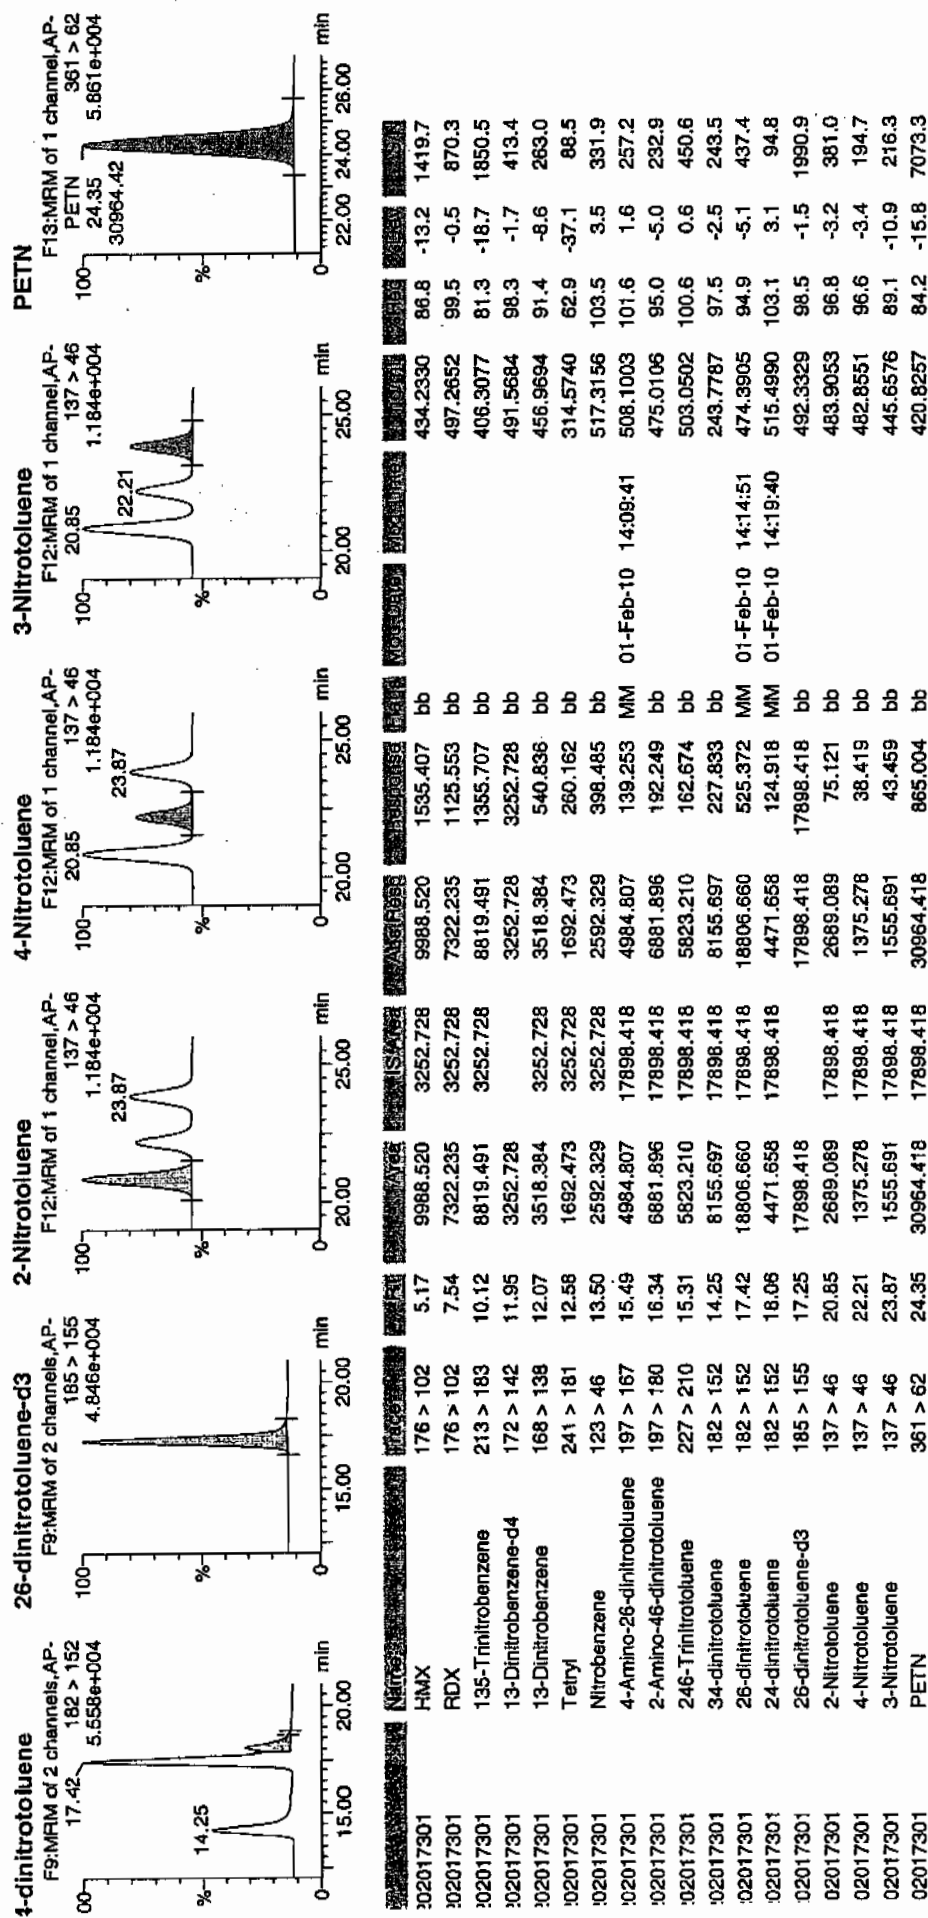 4-dinitrotoluene
F9:MRM of 2 channels,AP-
182 > 152
5.558e+004
17.42
14.25
%
15.00
20.00
min
26-dinitrotoluene-d3
F9:MRM of 2 channels,AP-
185 > 155
4.846e+004
100
%
0
15.00
20.00
min
2-Nitrotoluene
F12:MRM of 1 channel,AP-
137 > 46
1.184e+004
100
23.87
%
0
20.00
25.00
min
4-Nitrotoluene
F12:MRM of 1 channel,AP-
137 > 46
1.184e+004
100
20.85
23.87
%
0
20.00
25.00
min
3-Nitrotoluene
F12:MRM of 1 channel,AP-
137 > 46
1.184e+004
100
20.85
22.21
%
0
20.00
25.00
min
PETN
F13:MRM of 1 channel,AP-
361 > 62
5.861e+004
100
PETN
24.35
30964.42
%
0
22.00
24.00
26.00
min
02017301 HMX 176 > 102 5.17 9988.520 3252.728 9988.520 1535.407 bb 434.2330 86.8 -13.2 1419.7
02017301 RDX 176 > 102 7.54 7322.235 3252.728 7322.235 1125.553 bb 497.2652 99.5 -0.5 870.3
02017301 135-Trinitrobenzene 213 > 183 10.12 8819.491 3252.728 8819.491 1355.707 bb 406.3077 81.3 -18.7 1850.5
02017301 13-Dinitrobenzene-d4 172 > 142 11.95 3252.728 3252.728 3252.728 bb 491.5684 98.3 -1.7 413.4
02017301 13-Dinitrobenzene 168 > 138 12.07 3518.384 3252.728 3518.384 540.836 bb 456.9694 91.4 -8.6 263.0
02017301 Tetryl 241 > 181 12.58 1692.473 3252.728 1692.473 260.162 bb 314.5740 62.9 -37.1 88.5
02017301 Nitrobenzene 123 > 46 13.50 2592.329 3252.728 2592.329 398.485 bb 517.3156 103.5 3.5 331.9
02017301 4-Amino-26-dinitrotoluene 197 > 167 15.49 4984.807 17898.418 4984.807 139.253 MM 01-Feb-10 14:09:41 508.1003 101.6 1.6 257.2
02017301 2-Amino-46-dinitrotoluene 197 > 180 16.34 6881.896 17898.418 6881.896 192.249 bb 475.0106 95.0 -5.0 232.9
02017301 246-Trinitrotoluene 227 > 210 15.31 5823.210 17898.418 5823.210 162.674 bb 503.0502 100.6 0.6 450.6
02017301 34-dinitrotoluene 182 > 152 14.25 8155.697 17898.418 8155.697 227.833 bb 243.7787 97.5 -2.5 243.5
02017301 26-dinitrotoluene 182 > 152 17.42 18806.660 17898.418 18806.660 525.372 MM 01-Feb-10 14:14:51 474.3905 94.9 -5.1 437.4
02017301 24-dinitrotoluene 182 > 152 18.06 4471.658 17898.418 4471.658 124.918 MM 01-Feb-10 14:19:40 515.4990 103.1 3.1 94.8
02017301 26-dinitrotoluene-d3 185 > 155 17.25 17898.418 17898.418 17898.418 bb 492.3329 98.5 -1.5 1990.9
02017301 2-Nitrotoluene 137 > 46 20.85 2689.089 17898.418 2689.089 75.121 bb 483.9053 96.8 -3.2 381.0
02017301 4-Nitrotoluene 137 > 46 22.21 1375.278 17898.418 1375.278 38.419 bb 482.8551 96.6 -3.4 194.7
02017301 3-Nitrotoluene 137 > 46 23.87 1555.691 17898.418 1555.691 43.459 bb 445.6576 89.1 -10.9 216.3
02017301 PETN 361 > 62 24.35 30964.418 17898.418 30964.418 865.004 bb 420.8257 84.2 -15.8 7073.3